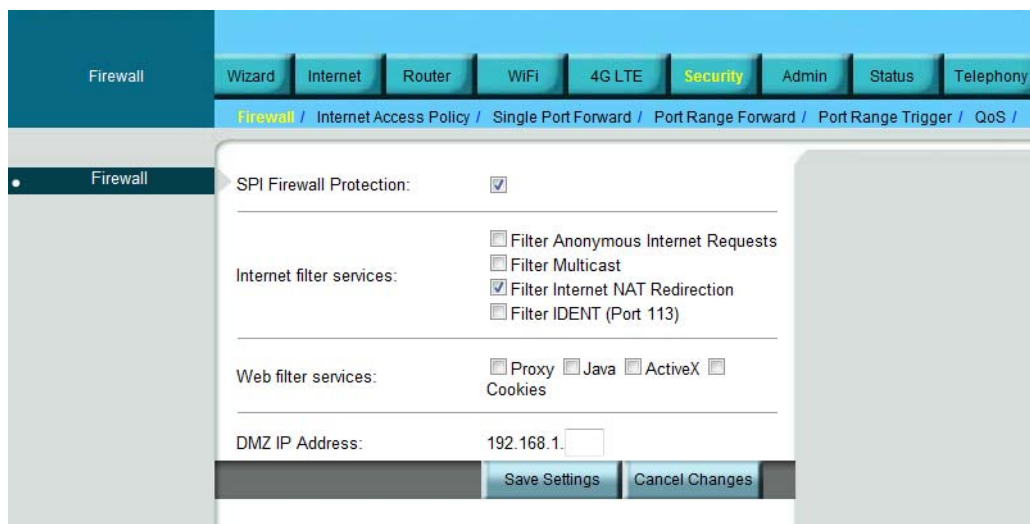 Firewall
Wizard Internet Router WiFi 4G LTE Security Admin Status Telephony
Firewall / Internet Access Policy / Single Port Forward / Port Range Forward / Port Range Trigger / QoS /
Firewall
SPI Firewall Protection:
Internet filter services:
Filter Anonymous Internet Requests
Filter Multicast
Filter Internet NAT Redirection
Filter IDENT (Port 113)
Web filter services:
Proxy Java ActiveX
Cookies
DMZ IP Address: 192.168.1.
Save Settings Cancel Changes